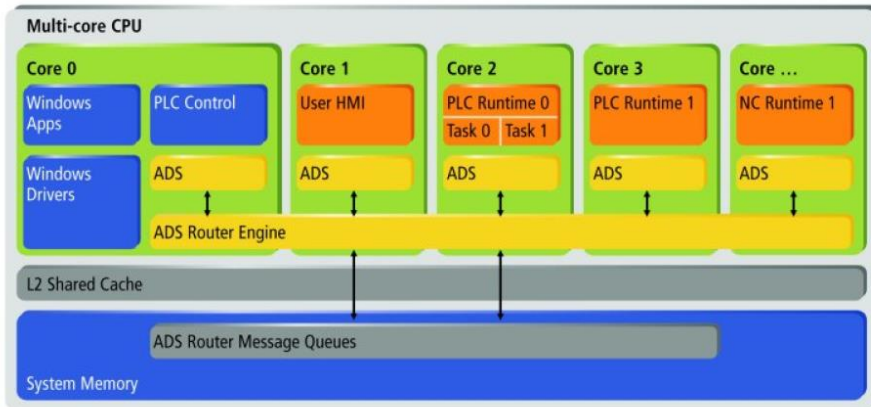 Multi-core CPU
Core 0
Windows
Apps
PLC Control
Windows
Drivers
ADS
Core 1
User HMI
ADS
Core 2
PLC Runtime 0
Task 0 Task 1
ADS
Core 3
PLC Runtime 1
ADS
Core ...
NC Runtime 1
ADS
ADS Router Engine
L2 Shared Cache
ADS Router Message Queues
System Memory